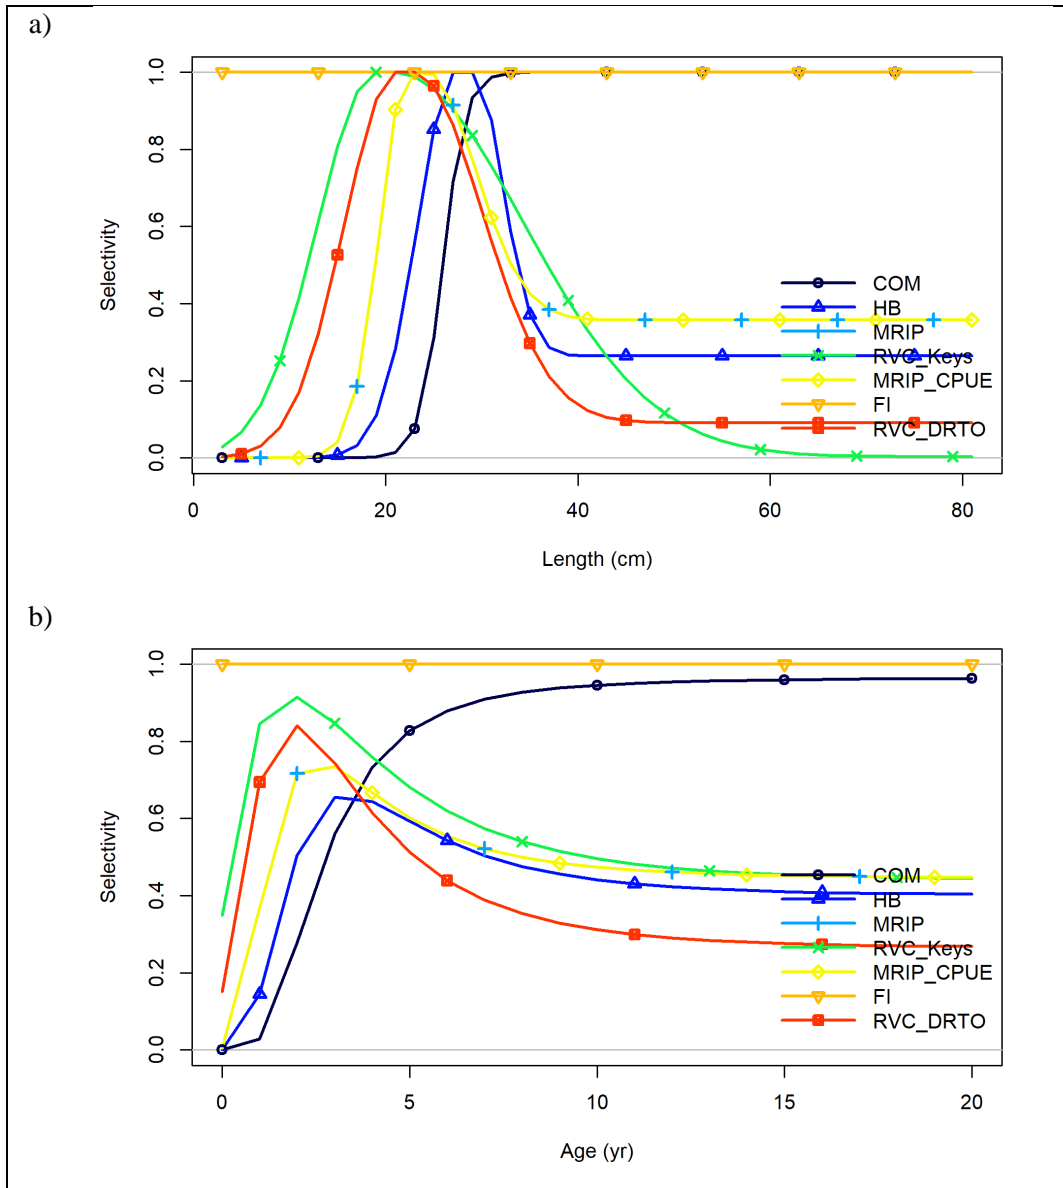 a)
1.0
0.8
0.6
0.4
0.2
0.0
Selectivity
COM
HB
MRIP
RVC_Keys
MRIP_CPUE
FI
RVC_DRTO
0 20 40 60 80
Length (cm)
b)
1.0
0.8
0.6
0.4
0.2
0.0
Selectivity
COM
HB
MRIP
RVC_Keys
MRIP_CPUE
FI
RVC_DRTO
0 5 10 15 20
Age (yr)